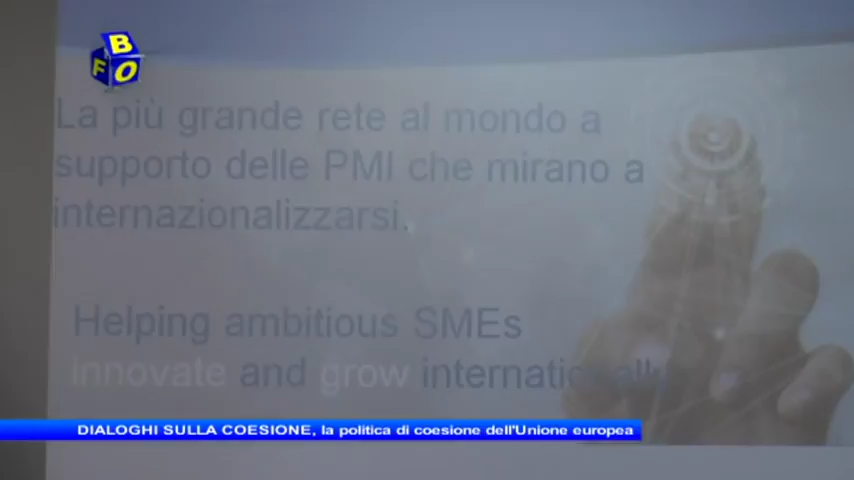 B
F O
La più grande rete al mondo a
supporto delle PMI che mirano a
internazionalizzarsi.
Helping ambitious SMEs
innovate and grow internationally
DIALOGHI SULLA COESIONE, la politica di coesione dell'Unione europea